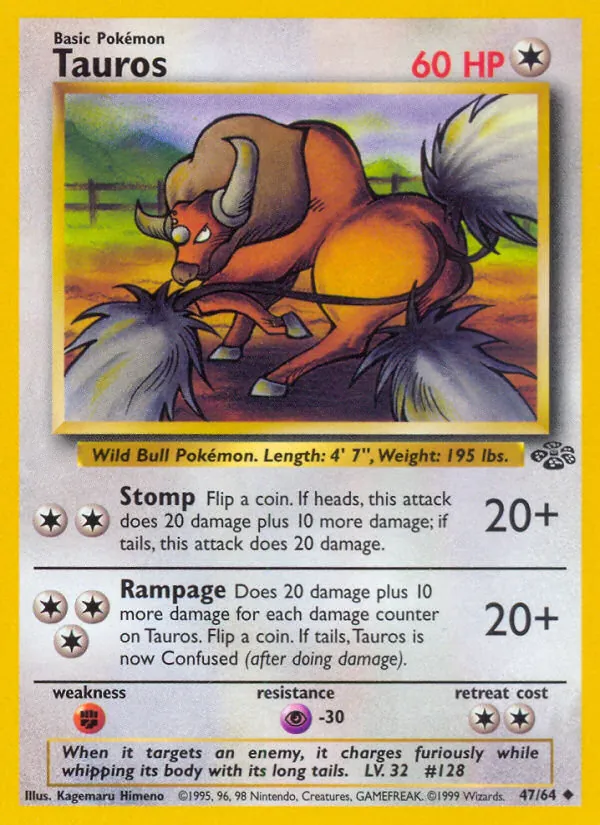 Basic Pokémon
Tauros
60 HP
Wild Bull Pokémon. Length: 4' 7", Weight: 195 lbs.
Stomp Flip a coin. If heads, this attack
does 20 damage plus 10 more damage; if
tails, this attack does 20 damage.
20+
Rampage Does 20 damage plus 10
more damage for each damage counter
on Tauros. Flip a coin. If tails, Tauros is
now Confused (after doing damage).
20+
weakness
resistance
retreat cost
-30
When it targets an enemy, it charges furiously while
whipping its body with its long tails. LV. 32 #128
Illus. Kagemaru Himeno ©1995, 96, 98 Nintendo, Creatures, GAMEFREAK. ©1999 Wizards. 47/64